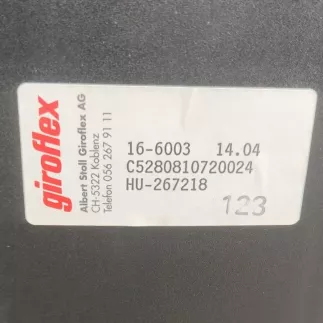 giroflex
Albert Stoll Giroflex AG
CH-5322 Koblenz
Telefon 056 267 91 11
16-6003 14.04
C5280810720024
HU-267218
123